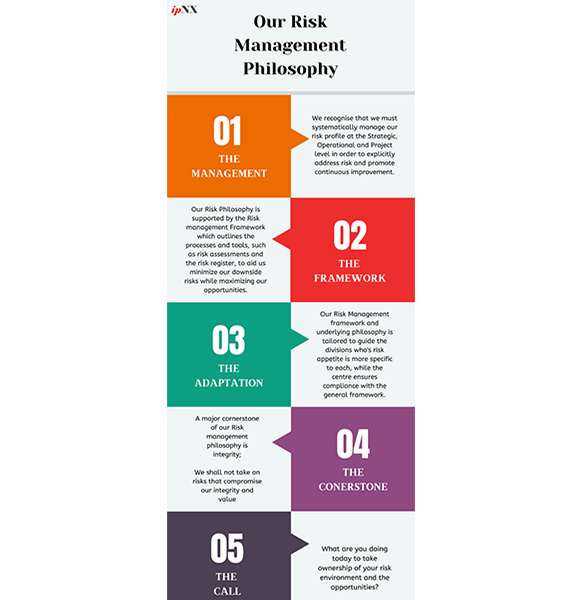 ipNX
Our Risk
Management
Philosophy
01
THE
MANAGEMENT
We recognise that we must
systematically manage our
risk profile at the Strategic,
Operational and Project
level in order to explicitly
address risk and promote
continuous improvement.
Our Risk Philosophy is
supported by the Risk
management Framework
which outlines the
processes and tools, such
as risk assessments and
the risk register, to aid us
minimize our downside
risks while maximizing our
opportunities.
02
THE
FRAMEWORK
03
THE
ADAPTATION
Our Risk Management
framework and
underlying philosophy is
tailored to guide the
divisions who's risk
appetite is more specific
to each, while the
centre ensures
compliance with the
general framework.
A major cornerstone
of our Risk
management
philosophy is
integrity;
We shall not take on
risks that compromise
our integrity and
value
04
THE
CONERSTONE
05
THE
CALL
What are you doing
today to take
ownership of your risk
environment and the
opportunities?